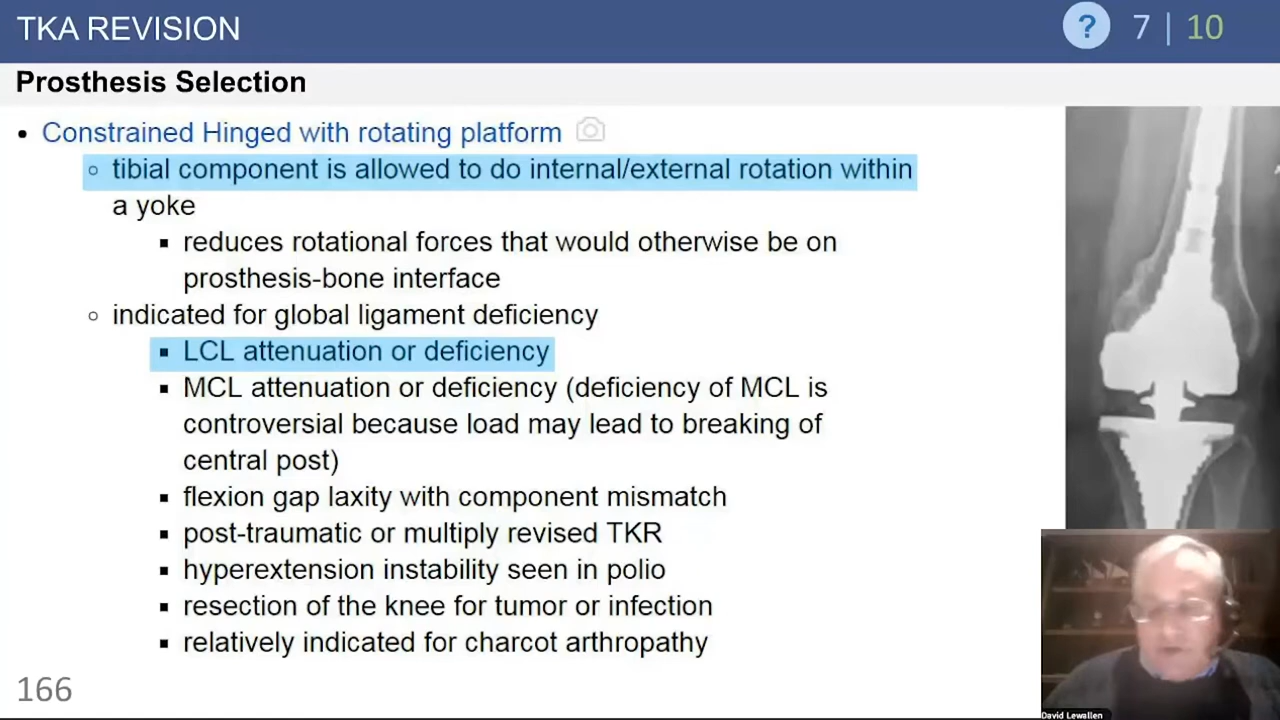 TKA REVISION
? 7 | 10
Prosthesis Selection
• Constrained Hinged with rotating platform
○ tibial component is allowed to do internal/external rotation within
a yoke
▪ reduces rotational forces that would otherwise be on
prosthesis-bone interface
○ indicated for global ligament deficiency
▪ LCL attenuation or deficiency
▪ MCL attenuation or deficiency (deficiency of MCL is
controversial because load may lead to breaking of
central post)
▪ flexion gap laxity with component mismatch
▪ post-traumatic or multiply revised TKR
▪ hyperextension instability seen in polio
▪ resection of the knee for tumor or infection
▪ relatively indicated for charcot arthropathy
166
David Lewallen